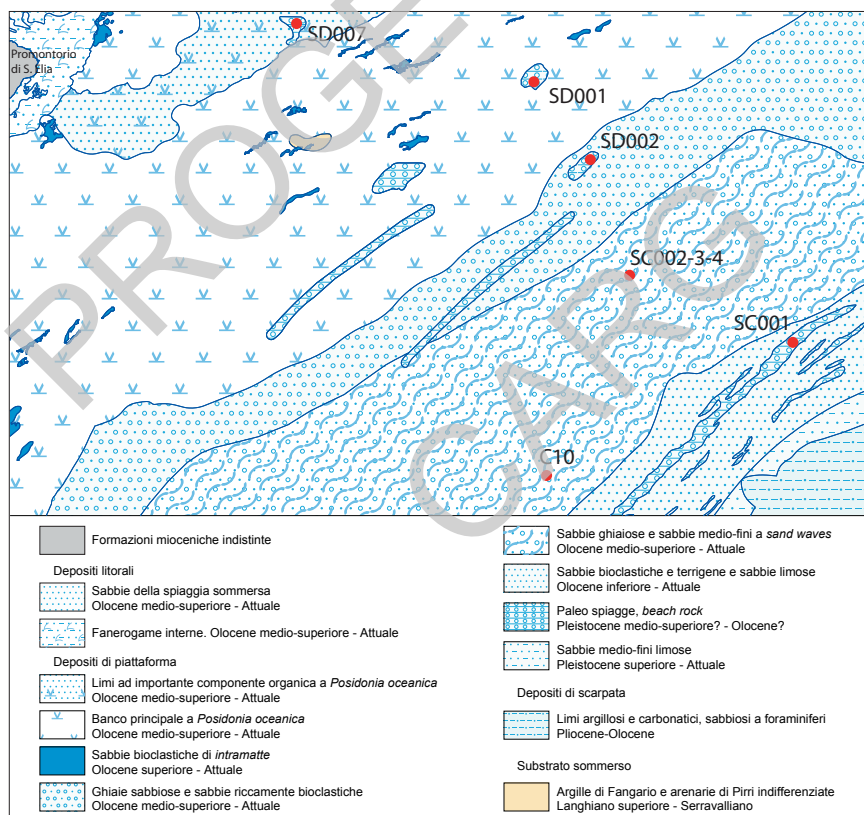 SD007
Promontorio
di S. Elia
SD001
SD002
SC002-3-4
SC001
C10
PROGETTO CARG
Formazioni mioceniche indistinte
Depositi litorali
Sabbie della spiaggia sommersa
Olocene medio-superiore - Attuale
Fanerogame interne. Olocene medio-superiore - Attuale
Depositi di piattaforma
Limi ad importante componente organica a Posidonia oceanica
Olocene medio-superiore - Attuale
Banco principale a Posidonia oceanica
Olocene medio-superiore - Attuale
Sabbie bioclastiche di intramatte
Olocene superiore - Attuale
Ghiaie sabbiose e sabbie riccamente bioclastiche
Olocene medio-superiore - Attuale
Sabbie ghiaiose e sabbie medio-fini a sand waves
Olocene medio-superiore - Attuale
Sabbie bioclastiche e terrigene e sabbie limose
Olocene inferiore - Attuale
Paleo spiagge, beach rock
Pleistocene medio-superiore? - Olocene?
Sabbie medio-fini limose
Pleistocene superiore - Attuale
Depositi di scarpata
Limi argillosi e carbonatici, sabbiosi a foraminiferi
Pliocene-Olocene
Substrato sommerso
Argille di Fangario e arenarie di Pirri indifferenziate
Langhiano superiore - Serravalliano